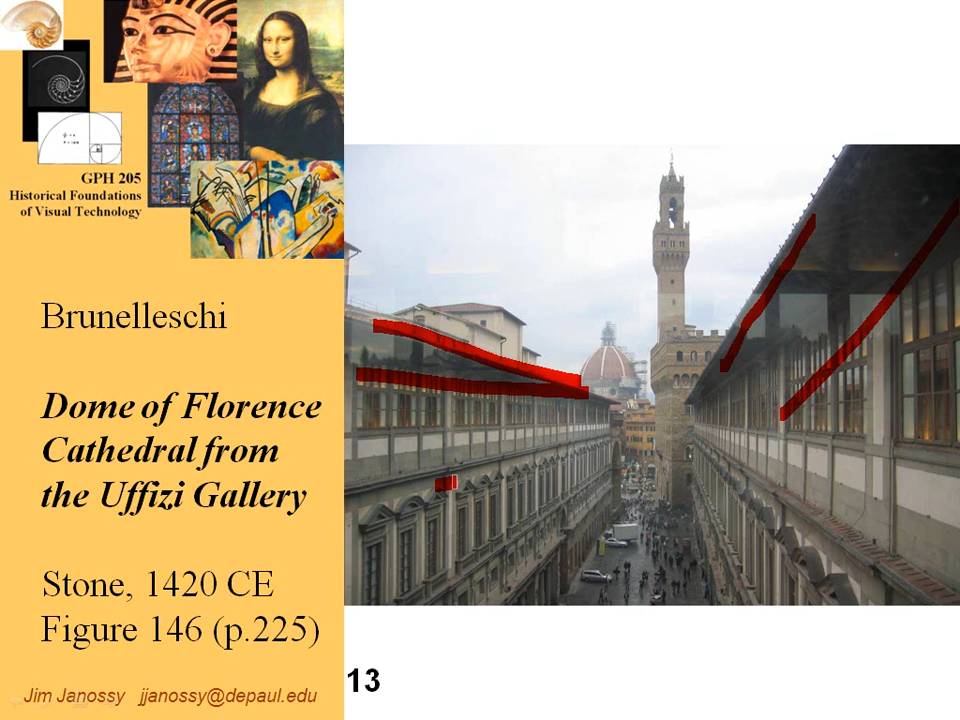 GPH 205
Historical Foundations
of Visual Technology
Brunelleschi
Dome of Florence
Cathedral from
the Uffizi Gallery
Stone, 1420 CE
Figure 146 (p.225)
Jim Janossy jjanossy@depaul.edu
13